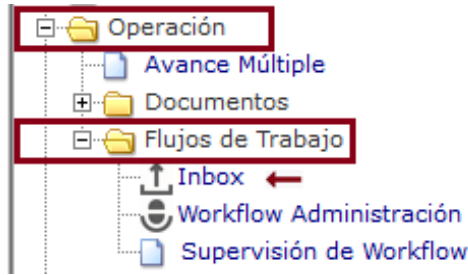 Operación
Avance Múltiple
Documentos
Flujos de Trabajo
Inbox
Workflow Administración
Supervisión de Workflow